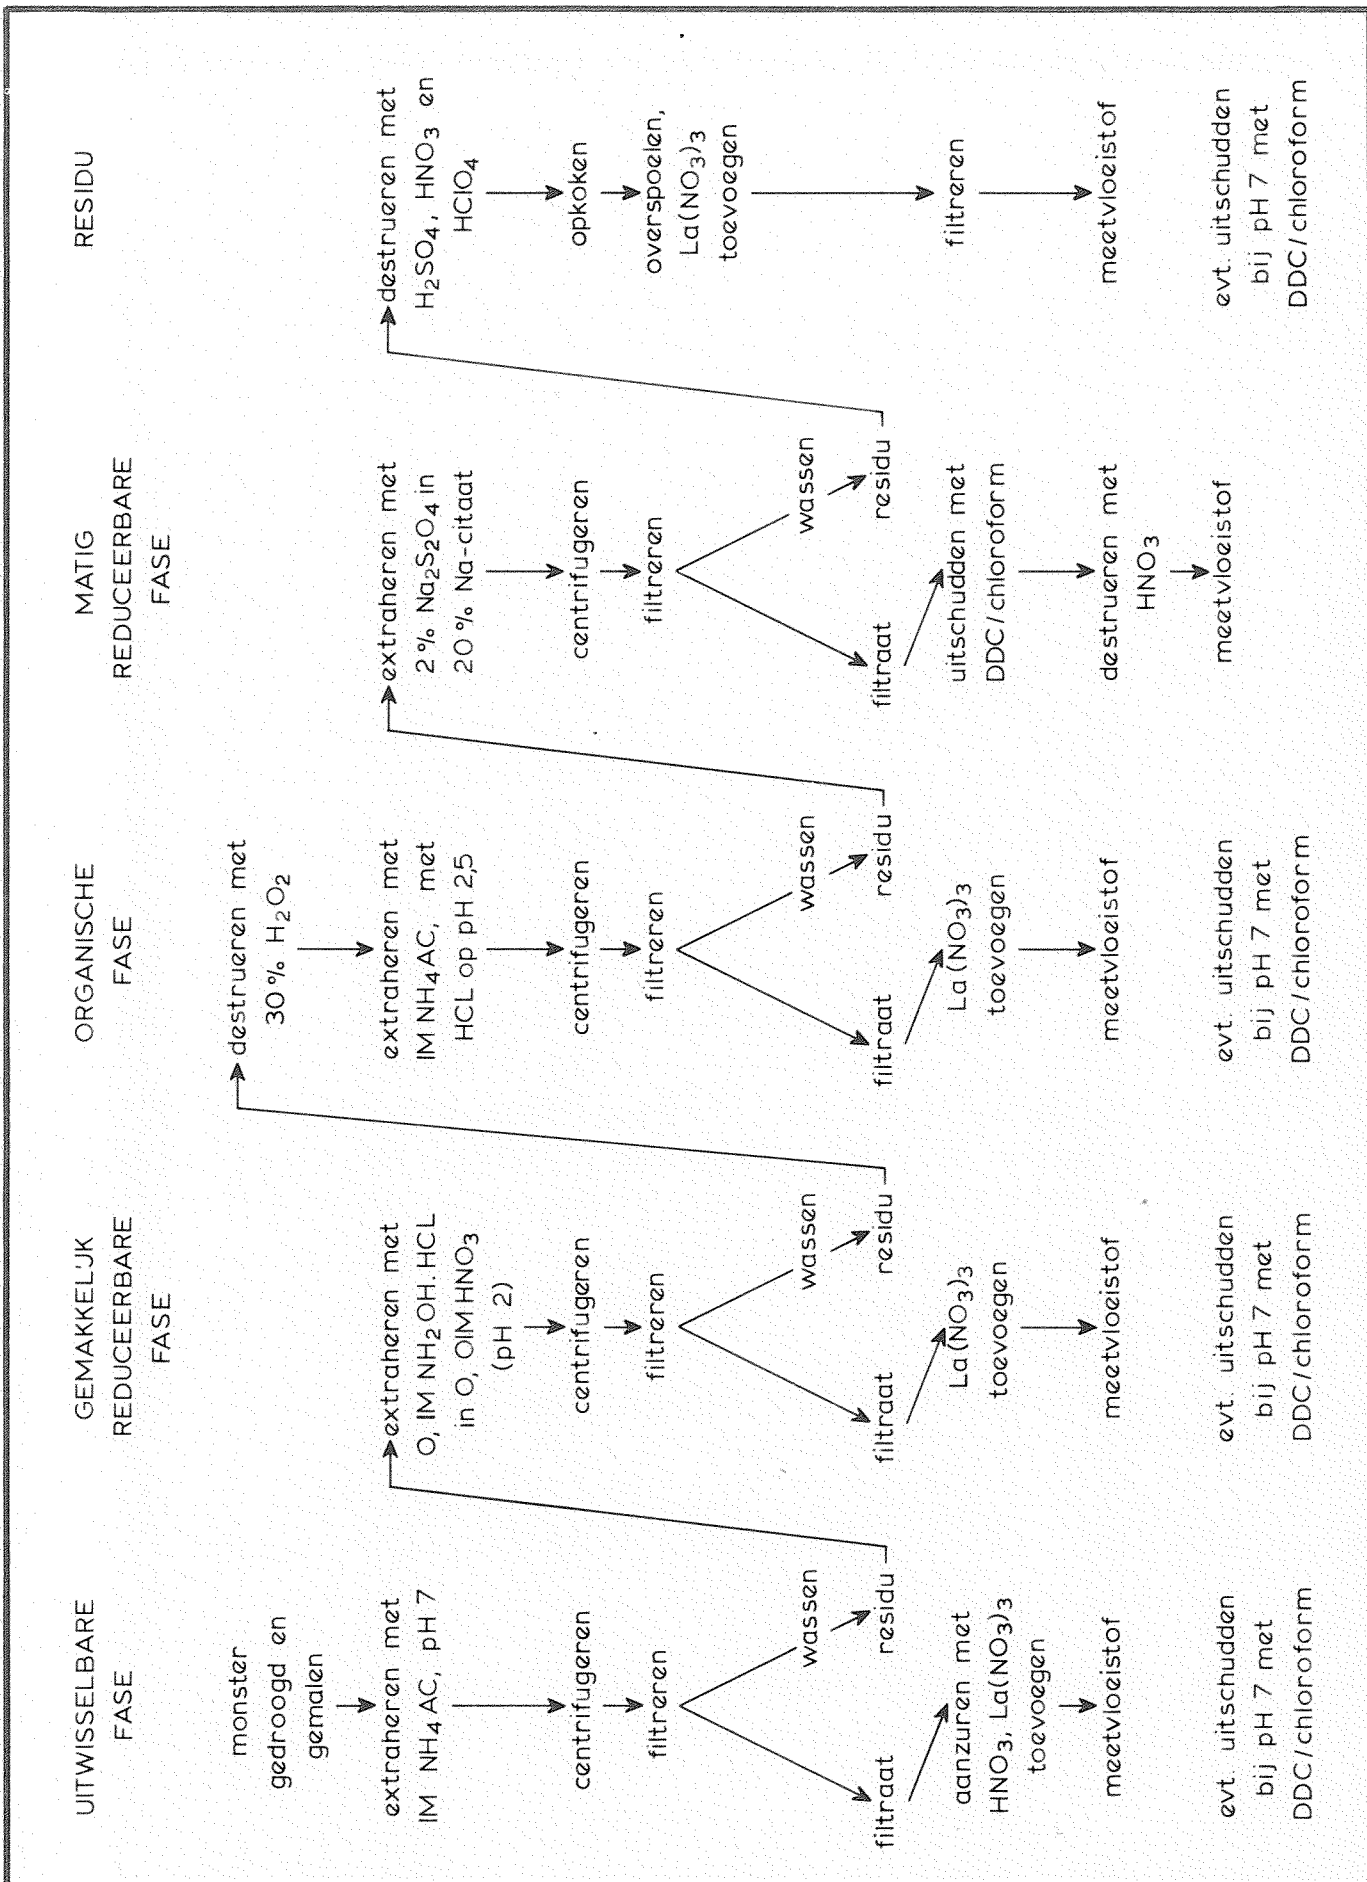 UITWISSELBARE
FASE
monster
gedroogd en
gemalen
extraheren met
IM NH4AC, pH 7
centrifugeren
filtreren
wassen
filtraat
residu
aanzuren met
HNO3, La(NO3)3
toevoegen
meetvloeistof
evt. uitschudden
bij pH 7 met
DDC/chloroform
GEMAKKELIJK
REDUCEERBARE
FASE
extraheren met
O, IM NH2OH.HCL
in O, OIM HNO3
(pH 2)
centrifugeren
filtreren
wassen
filtraat
residu
La(NO3)3
toevoegen
meetvloeistof
evt. uitschudden
bij pH 7 met
DDC/chloroform
ORGANISCHE
FASE
destrueren met
30% H2O2
extraheren met
IM NH4AC, met
HCL op pH 2,5
centrifugeren
filtreren
wassen
filtraat
residu
La(NO3)3
toevoegen
meetvloeistof
evt. uitschudden
bij pH 7 met
DDC/chloroform
MATIG
REDUCEERBARE
FASE
extraheren met
2% Na2S2O4 in
20% Na-citaat
centrifugeren
filtreren
wassen
filtraat
residu
uitschudden met
DDC/chloroform
destrueren met
HNO3
meetvloeistof
RESIDU
destrueren met
H2SO4, HNO3 en
HClO4
opkoken
overspoelen,
La(NO3)3
toevoegen
filtreren
meetvloeistof
evt. uitschudden
bij pH 7 met
DDC/chloroform